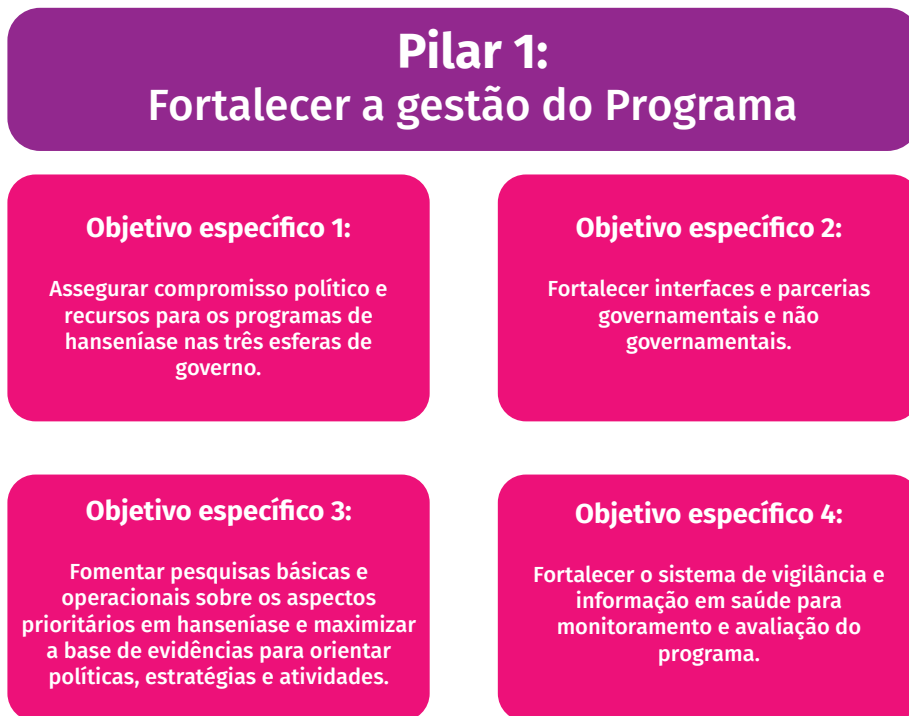 Pilar 1:
Fortalecer a gestão do Programa
Objetivo específico 1:
Assegurar compromisso político e
recursos para os programas de
hanseníase nas três esferas de
governo.
Objetivo específico 2:
Fortalecer interfaces e parcerias
governamentais e não
governamentais.
Objetivo específico 3:
Fomentar pesquisas básicas e
operacionais sobre os aspectos
prioritários em hanseníase e maximizar
a base de evidências para orientar
políticas, estratégias e atividades.
Objetivo específico 4:
Fortalecer o sistema de vigilância e
informação em saúde para
monitoramento e avaliação do
programa.